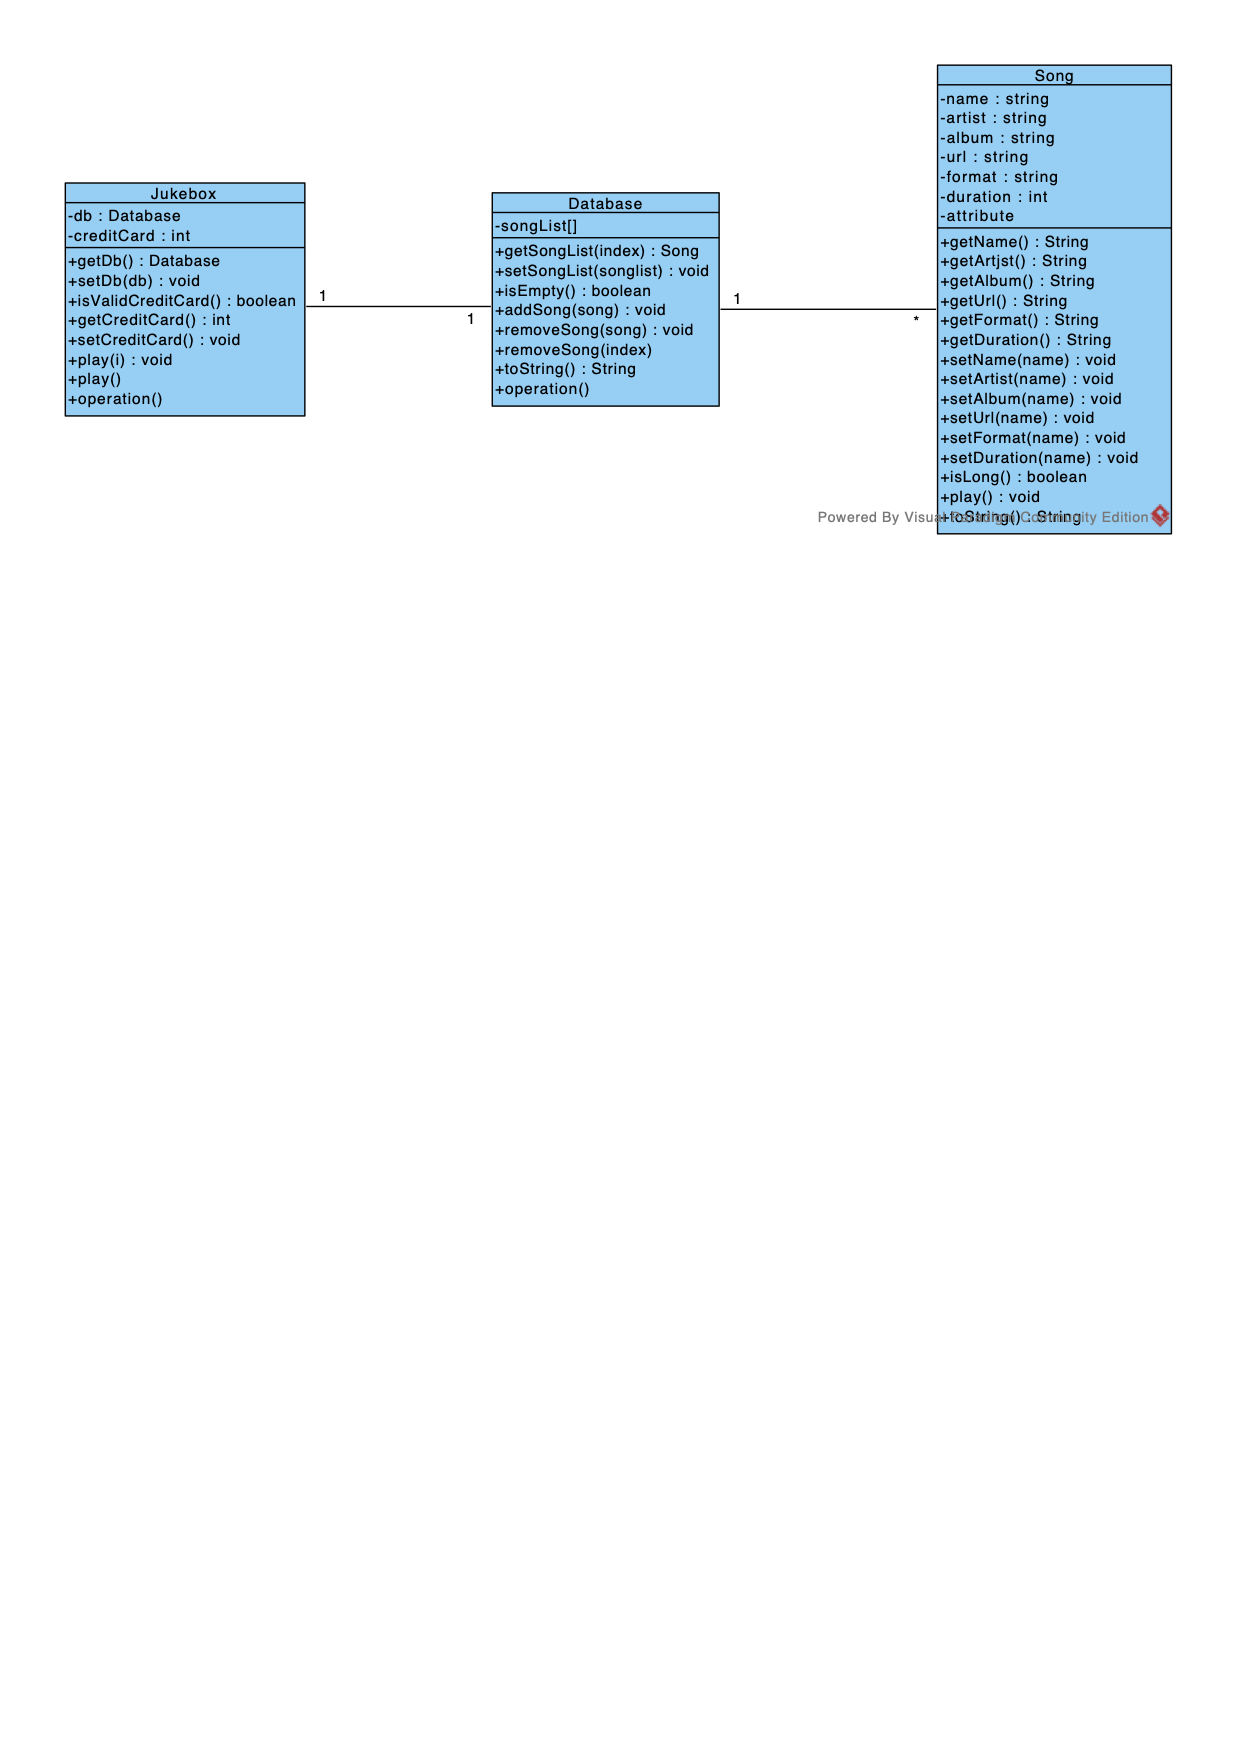 Jukebox
-db : Database
-creditCard : int
+getDb() : Database
+setDb(db) : void
+isValidCreditCard() : boolean
+getCreditCard() : int
+setCreditCard() : void
+play(i) : void
+play()
+operation()
1
1
Database
-songList[]
+getSongList(index) : Song
+setSongList(songlist) : void
+isEmpty() : boolean
+addSong(song) : void
+removeSong(song) : void
+removeSong(index)
+toString() : String
+operation()
1
*
Song
-name : string
-artist : string
-album : string
-url : string
-format : string
-duration : int
-attribute
+getName() : String
+getArtjst() : String
+getAlbum() : String
+getUrl() : String
+getFormat() : String
+getDuration() : String
+setName(name) : void
+setArtist(name) : void
+setAlbum(name) : void
+setUrl(name) : void
+setFormat(name) : void
+setDuration(name) : void
+isLong() : boolean
+play() : void
+toString() : String
Powered By Visual Paradigm Community Edition